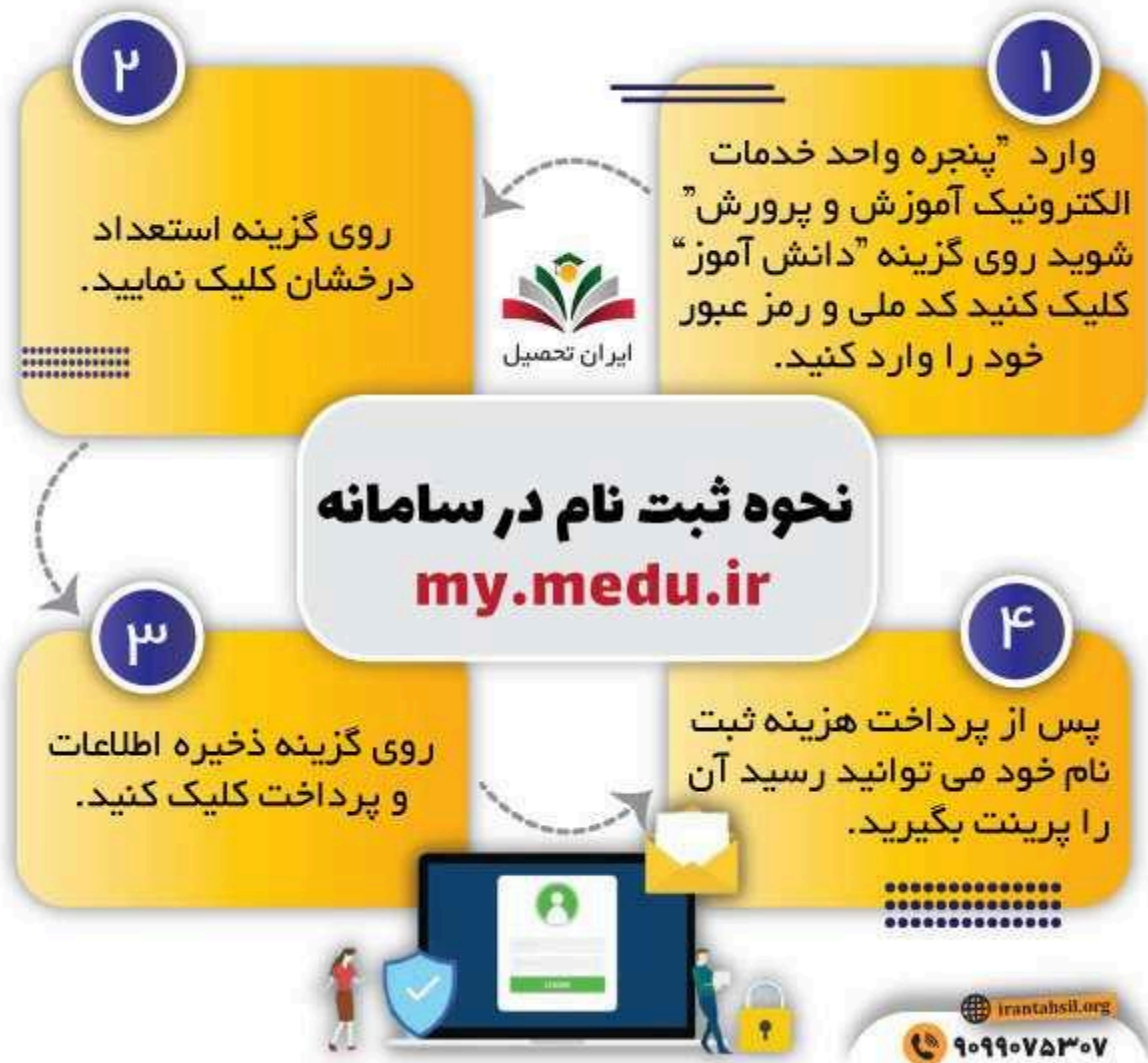 نحوه ثبت نام در سامانه
my.medu.ir
۱
وارد ”پنجره واحد خدمات
الکترونیک آموزش و پرورش”
شوید روی گزینه ”دانش آموز“
کلیک کنید کد ملی و رمز عبور
خود را وارد کنید.
۲
روی گزینه استعداد
درخشان کلیک نمایید.
ایران تحصیل
۳
روی گزینه ذخیره اطلاعات
و پرداخت کلیک کنید.
۴
پس از پرداخت هزینه ثبت
نام خود می توانید رسید آن
را پرینت بگیرید.
irantahsil.org
۹۰۹۹۰۷۵۳۰۷